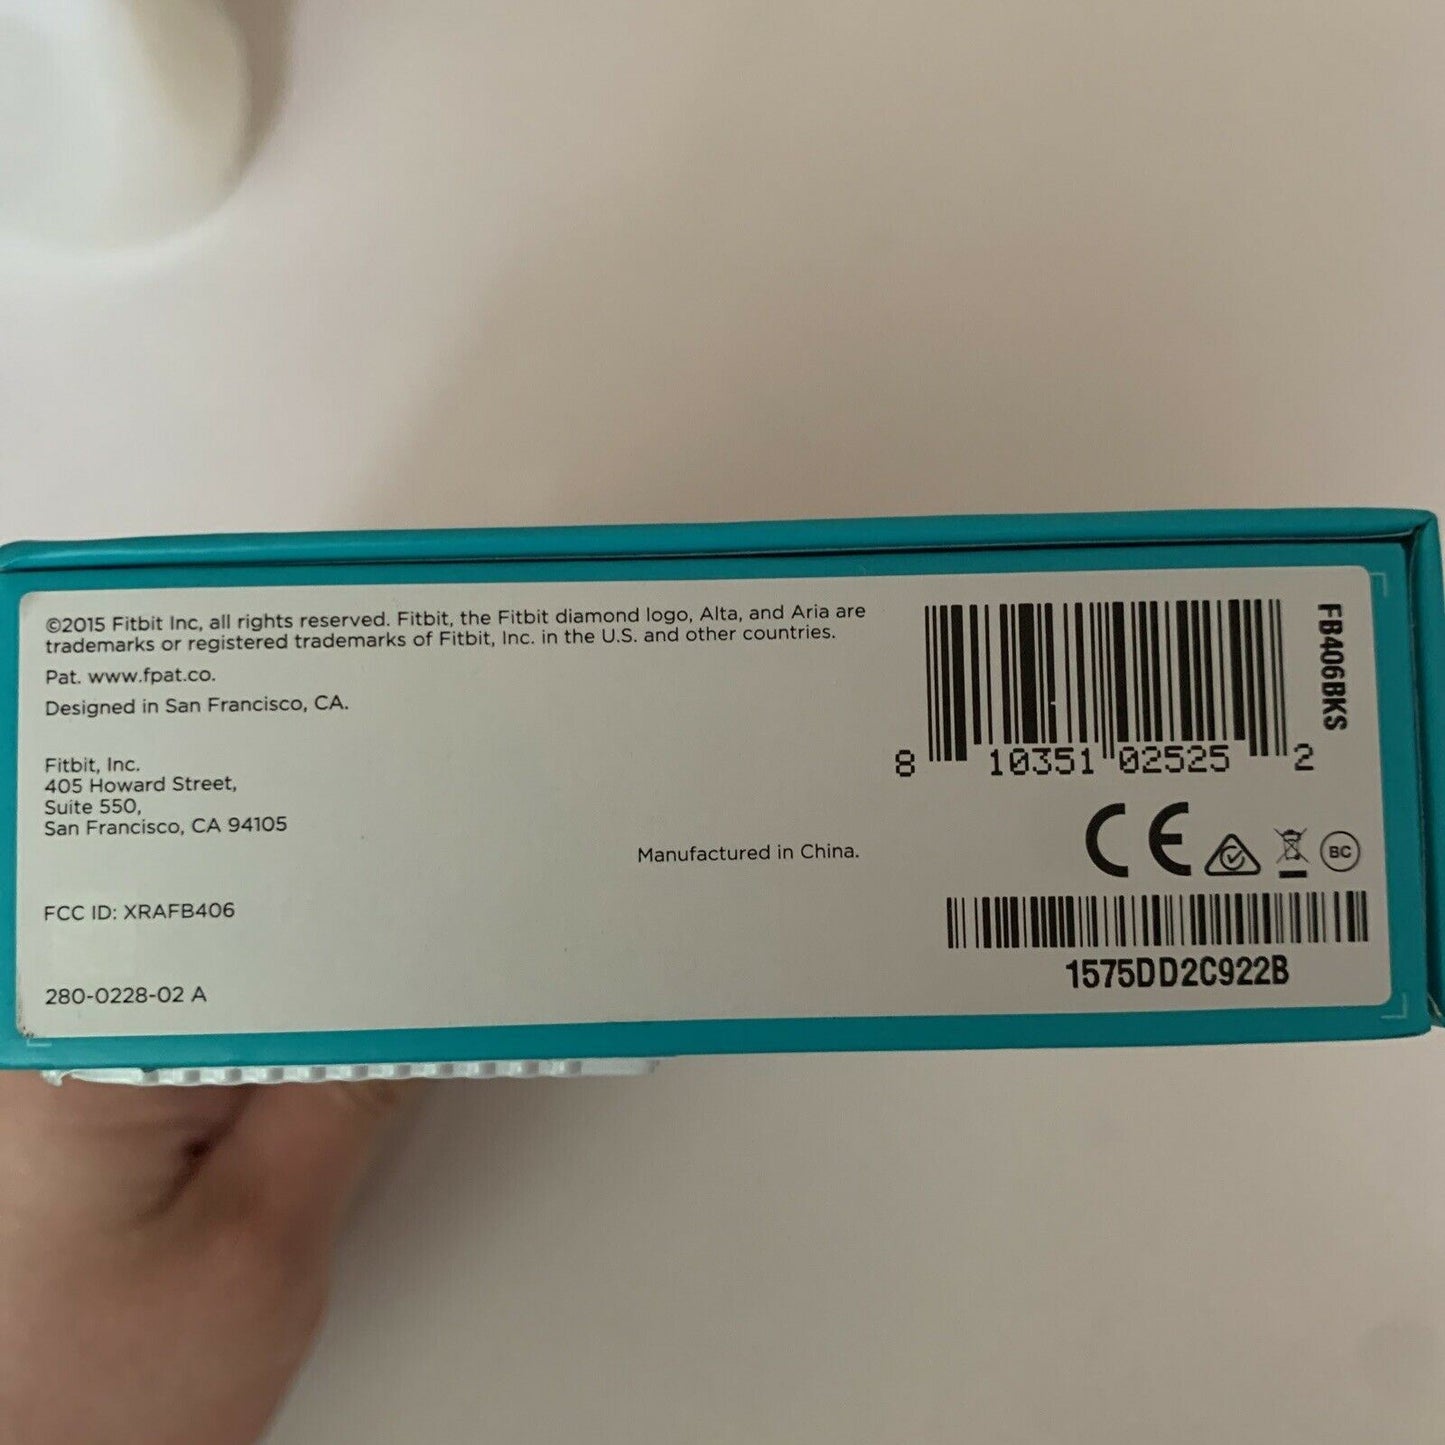 ©2015 Fitbit Inc, all rights reserved. Fitbit, the Fitbit diamond logo, Alta, and Aria are
trademarks or registered trademarks of Fitbit, Inc. in the U.S. and other countries.
Pat. www.fpat.co.
Designed in San Francisco, CA.
Fitbit, Inc.
405 Howard Street,
Suite 550,
San Francisco, CA 94105
FCC ID: XRAFB406
280-0228-02 A
Manufactured in China.
FB406BKS
8 10351 02525 2
CE
BC
1575DD2C922B